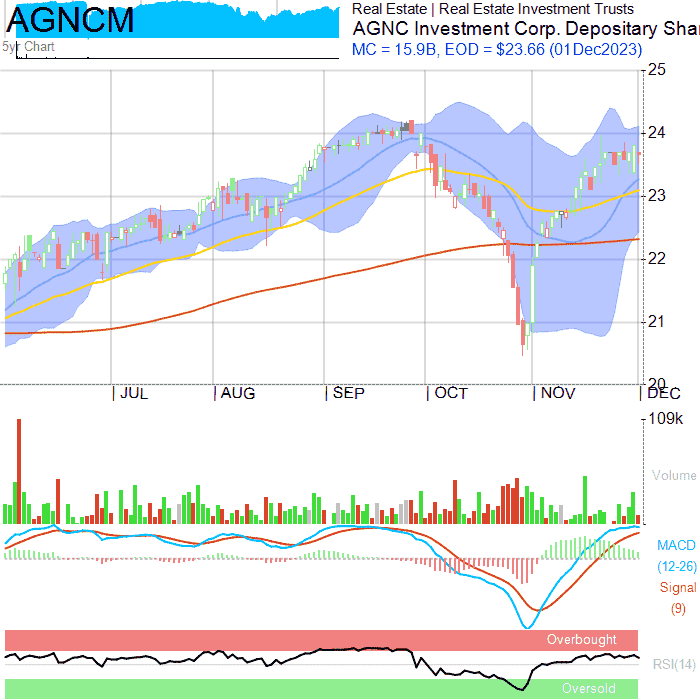 AGNCM
Real Estate | Real Estate Investment Trusts
AGNC Investment Corp. Depositary Shar
MC = 15.9B, EOD = $23.66 (01Dec2023)
5yr Chart
25
24
23
22
21
20
JUL AUG SEP OCT NOV DEC
109k
Volume
MACD
(12-26)
Signal
(9)
Overbought
RSI(14)
Oversold